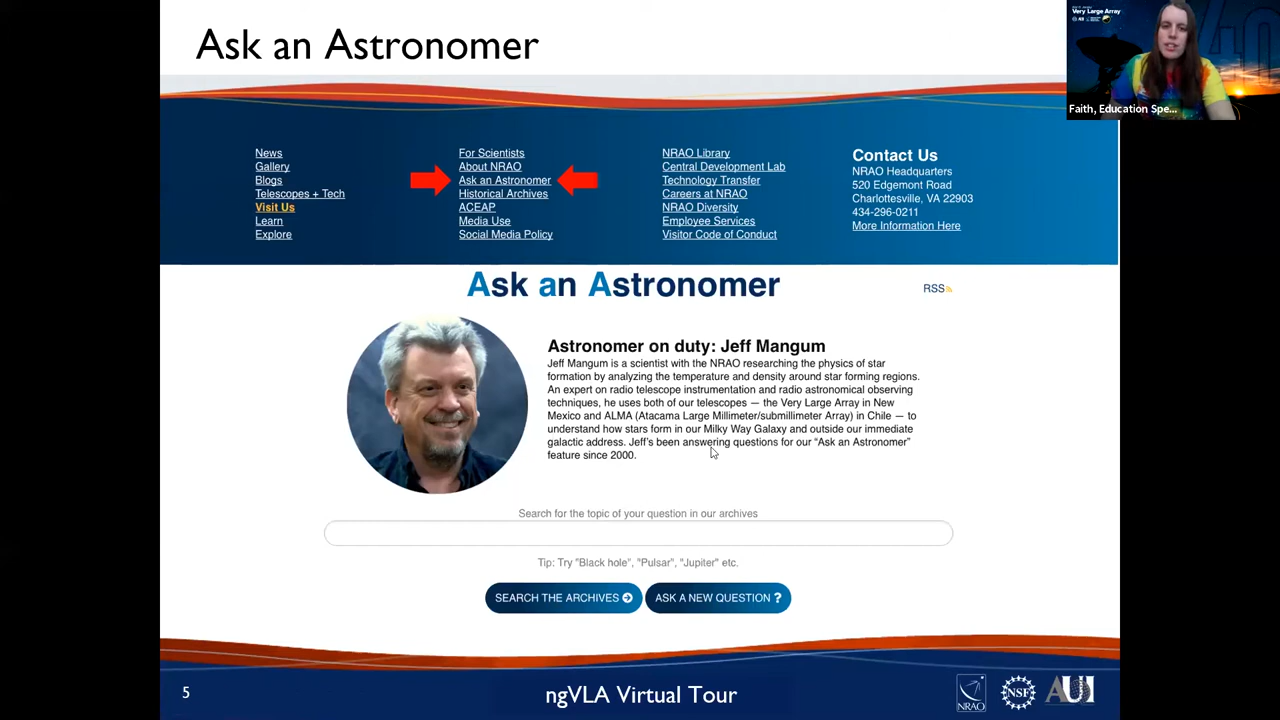 Ask an Astronomer
Very Large Array
40
Faith, Education Spe...
News
Gallery
Blogs
Telescopes + Tech
Visit Us
Learn
Explore
For Scientists
About NRAO
Ask an Astronomer
Historical Archives
ACEAP
Media Use
Social Media Policy
NRAO Library
Central Development Lab
Technology Transfer
Careers at NRAO
NRAO Diversity
Employee Services
Visitor Code of Conduct
Contact Us
NRAO Headquarters
520 Edgemont Road
Charlottesville, VA 22903
434-296-0211
More Information Here
Ask an Astronomer
RSS
Astronomer on duty: Jeff Mangum
Jeff Mangum is a scientist with the NRAO researching the physics of star
formation by analyzing the temperature and density around star forming regions.
An expert on radio telescope instrumentation and radio astronomical observing
techniques, he uses both of our telescopes — the Very Large Array in New
Mexico and ALMA (Atacama Large Millimeter/submillimeter Array) in Chile — to
understand how stars form in our Milky Way Galaxy and outside our immediate
galactic address. Jeff's been answering questions for our “Ask an Astronomer”
feature since 2000.
Search for the topic of your question in our archives
Tip: Try "Black hole", "Pulsar", "Jupiter" etc.
SEARCH THE ARCHIVES
ASK A NEW QUESTION ?
5
ngVLA Virtual Tour
NRAO
NSF
AUI